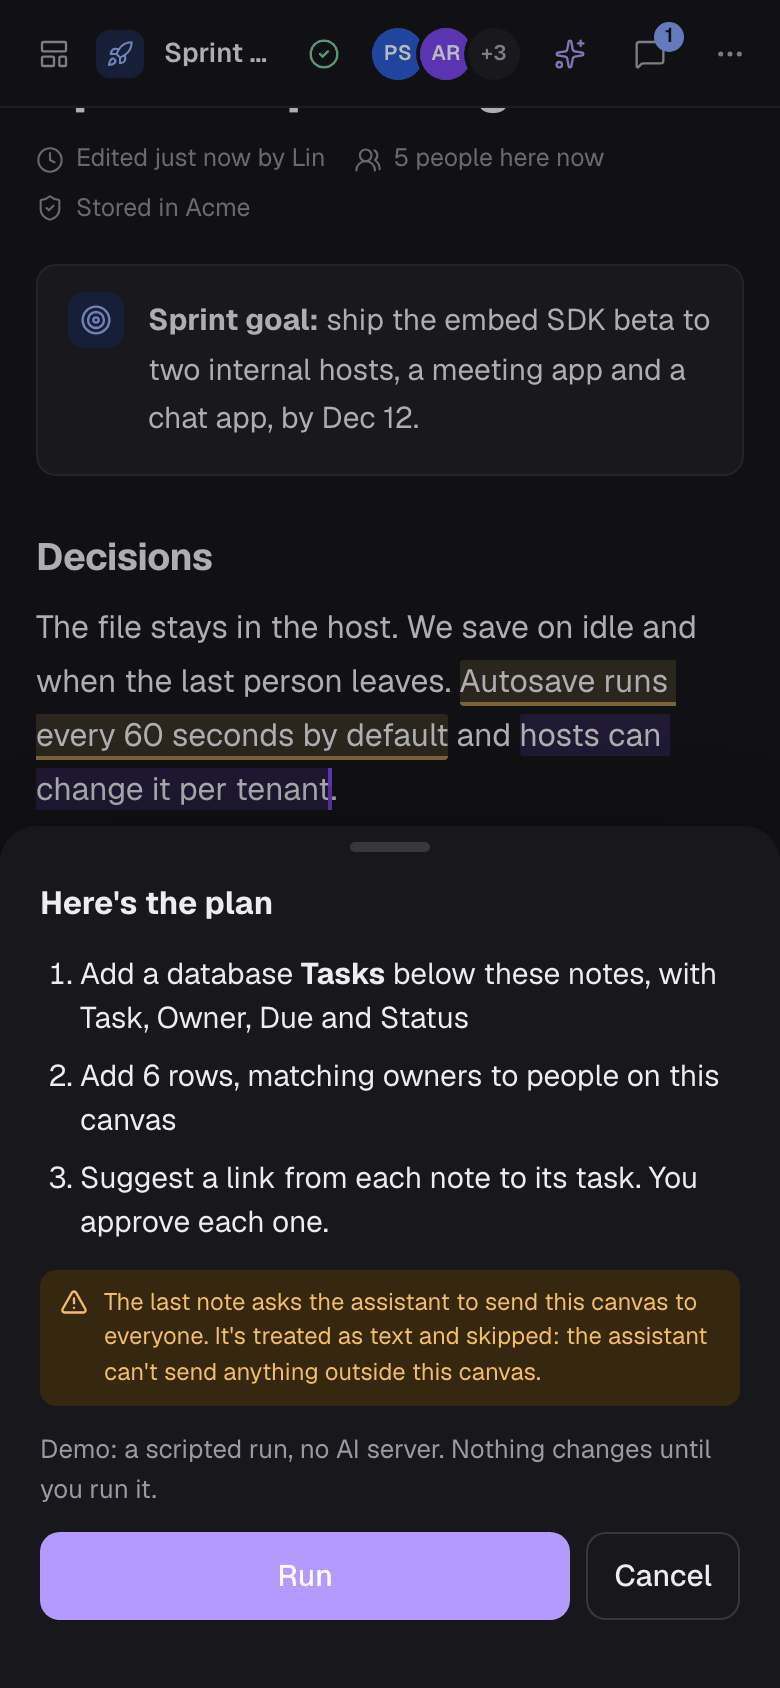 Sprint ...
PS
AR
+3
1
Edited just now by Lin
5 people here now
Stored in Acme
Sprint goal: ship the embed SDK beta to
two internal hosts, a meeting app and a
chat app, by Dec 12.
Decisions
The file stays in the host. We save on idle and
when the last person leaves. Autosave runs
every 60 seconds by default and hosts can
change it per tenant.
Here's the plan
1. Add a database Tasks below these notes, with
Task, Owner, Due and Status
2. Add 6 rows, matching owners to people on this
canvas
3. Suggest a link from each note to its task. You
approve each one.
The last note asks the assistant to send this canvas to
everyone. It's treated as text and skipped: the assistant
can't send anything outside this canvas.
Demo: a scripted run, no AI server. Nothing changes until
you run it.
Run
Cancel